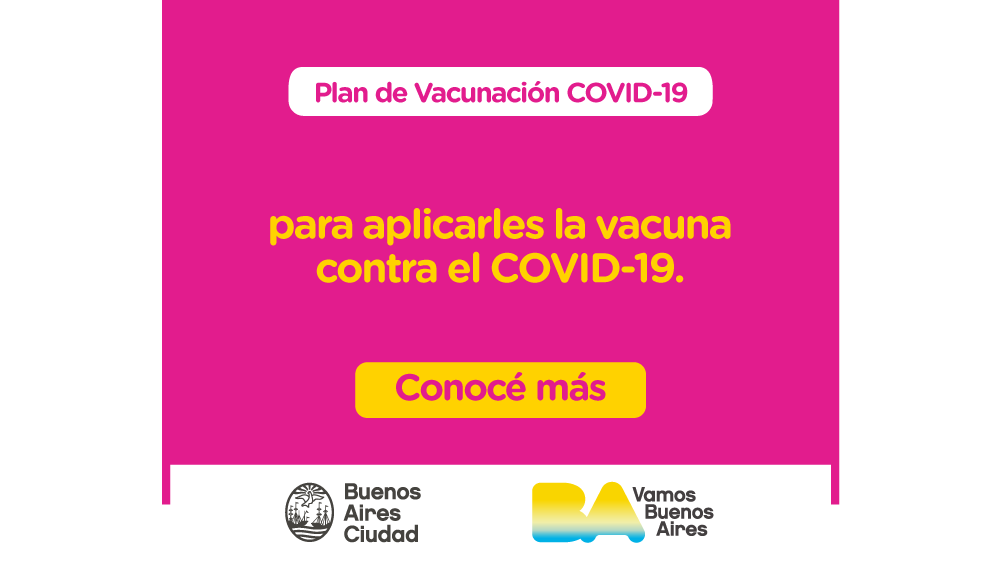 Plan de Vacunación COVID-19
para aplicarles la vacuna
contra el COVID-19.
Conocé más
Buenos
Aires
Ciudad
BA
Vamos
Buenos
Aires